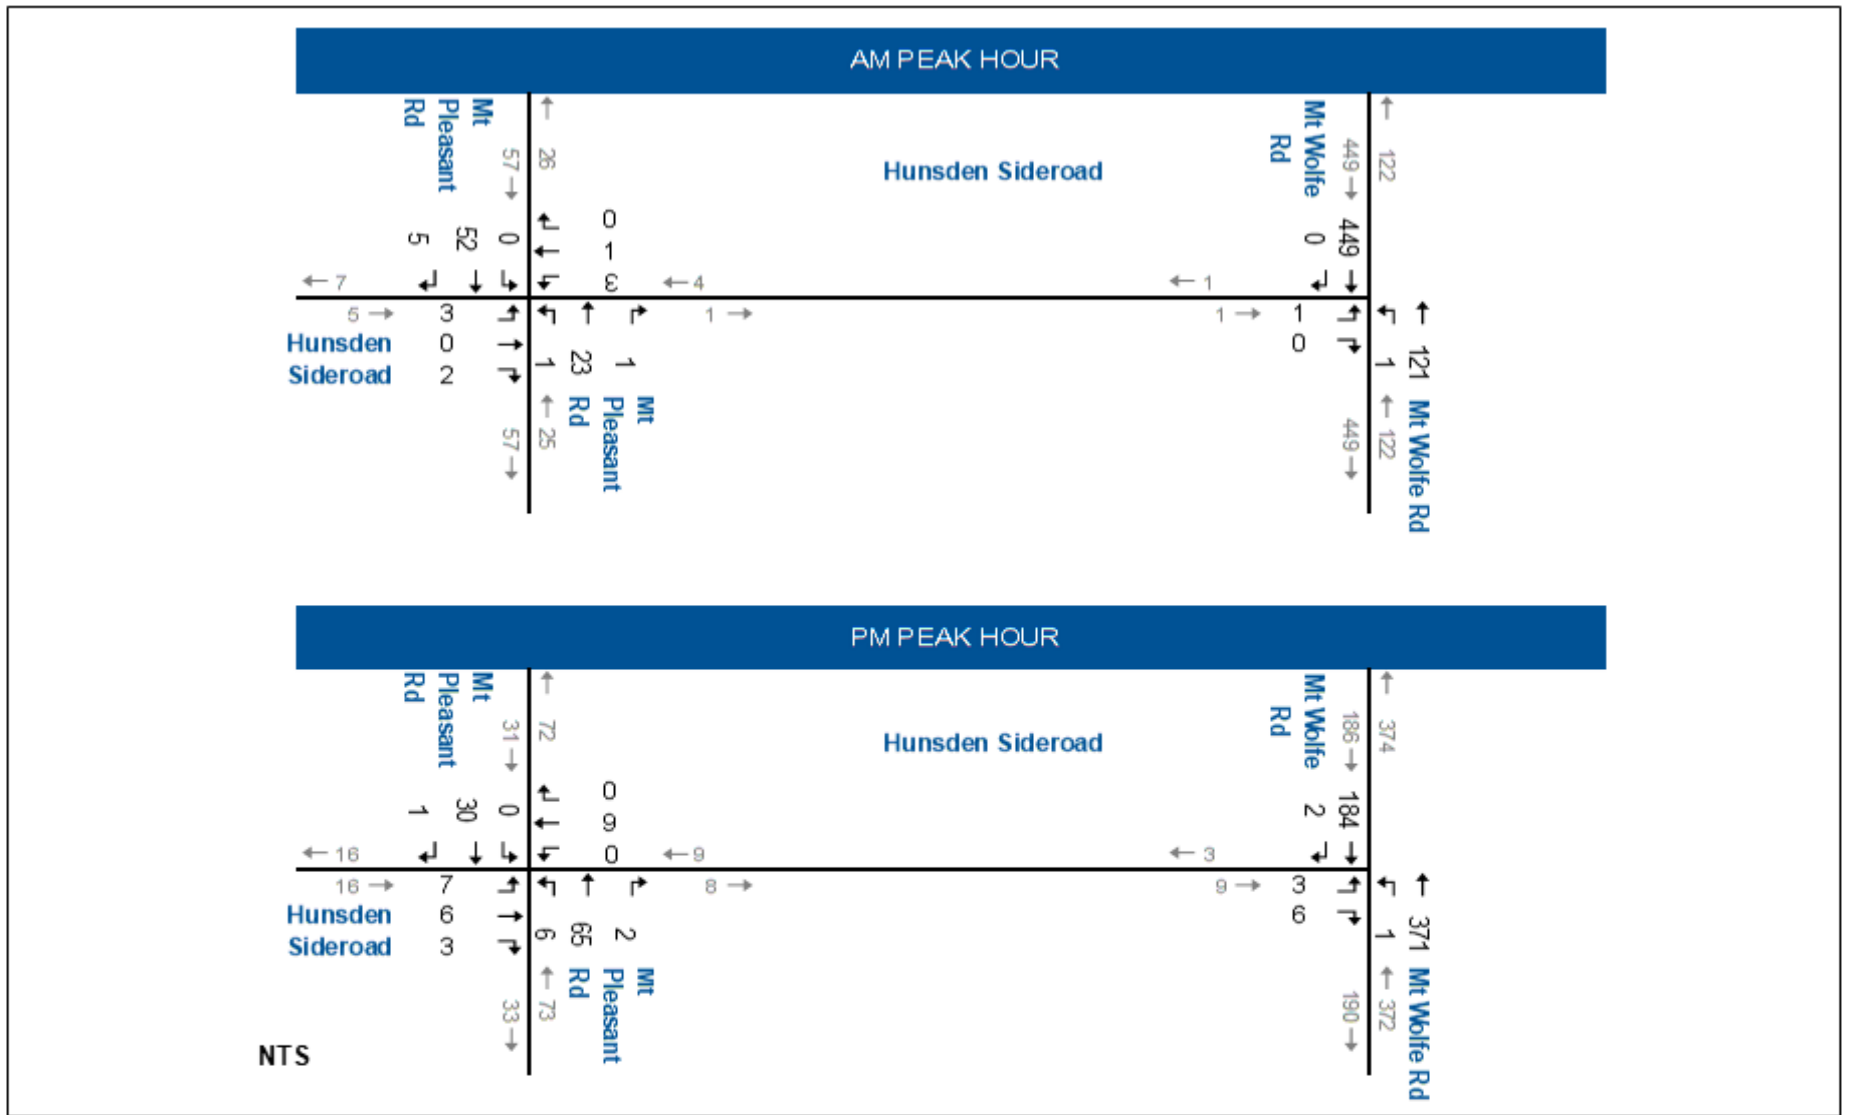 AM PEAK HOUR
Mt
Pleasant
Rd
57
26
Hunsden Sideroad
Mt Wolfe
Rd
449
122
5
52
0
0
1
3
0
449
7
4
1
5
3
1
1
1
Hunsden
0
0
Sideroad
2
1
23
1
1
121
Mt
Pleasant
Rd
57
25
449
122
Mt Wolfe Rd
PM PEAK HOUR
Mt
Pleasant
Rd
31
72
Hunsden Sideroad
Mt Wolfe
Rd
186
374
1
30
0
0
9
0
2
184
16
9
3
16
7
8
9
3
Hunsden
6
6
Sideroad
3
6
65
2
1
371
Mt
Pleasant
Rd
33
73
190
372
Mt Wolfe Rd
NTS